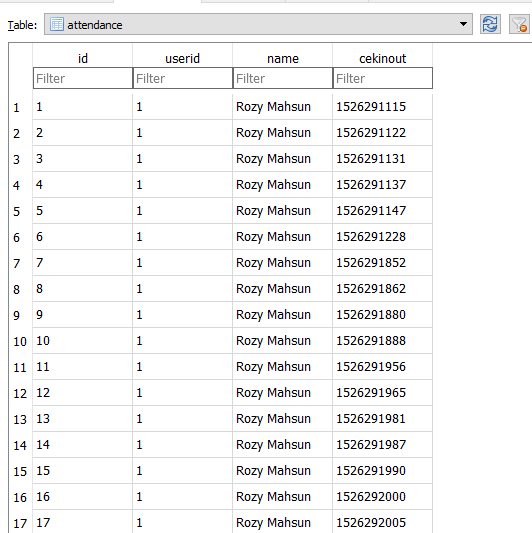 Table: attendance
id userid name cekinout
Filter Filter Filter Filter
1 1 1 Rozy Mahsun 1526291115
2 2 1 Rozy Mahsun 1526291122
3 3 1 Rozy Mahsun 1526291131
4 4 1 Rozy Mahsun 1526291137
5 5 1 Rozy Mahsun 1526291147
6 6 1 Rozy Mahsun 1526291228
7 7 1 Rozy Mahsun 1526291852
8 8 1 Rozy Mahsun 1526291862
9 9 1 Rozy Mahsun 1526291880
10 10 1 Rozy Mahsun 1526291888
11 11 1 Rozy Mahsun 1526291956
12 12 1 Rozy Mahsun 1526291965
13 13 1 Rozy Mahsun 1526291981
14 14 1 Rozy Mahsun 1526291987
15 15 1 Rozy Mahsun 1526291990
16 16 1 Rozy Mahsun 1526292000
17 17 1 Rozy Mahsun 1526292005